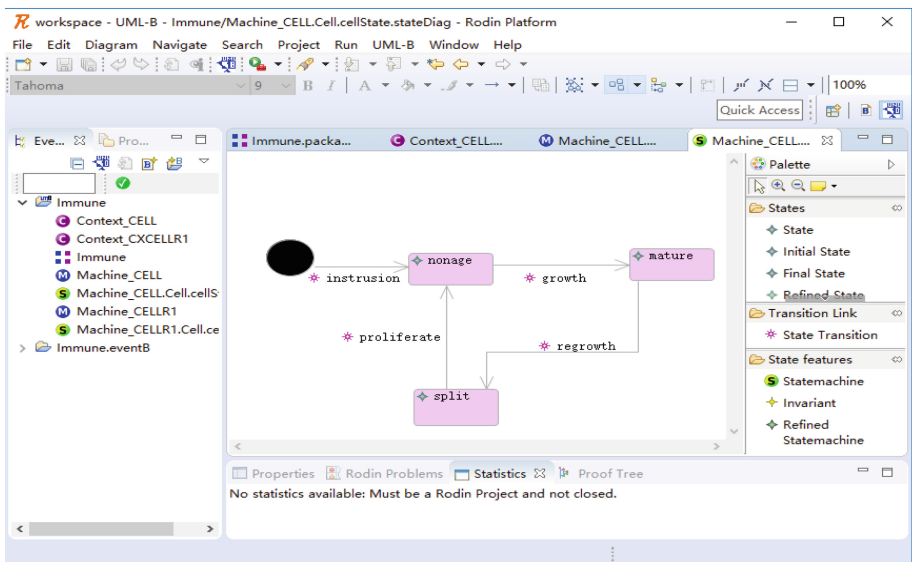 workspace - UML-B - Immune/Machine_CELL.Cell.cellState.stateDiag - Rodin Platform
File Edit Diagram Navigate Search Project Run UML-B Window Help
Tahoma 9 B I A 100%
Quick Access
Eve... Pro...
Immune.packa... Context_CELL.... Machine_CELL.... Machine_CELL....
Immune
Context_CELL
Context_CXCELLR1
Immune
Machine_CELL
Machine_CELL.Cell.cellS
Machine_CELLR1
Machine_CELLR1.Cell.ce
Immune.eventB
nonage
mature
instrusion
growth
proliferate
regrowth
split
Palette
States
State
Initial State
Final State
Refined State
Transition Link
State Transition
State features
Statemachine
Invariant
Refined
Statemachine
Properties Rodin Problems Statistics Proof Tree
No statistics available: Must be a Rodin Project and not closed.